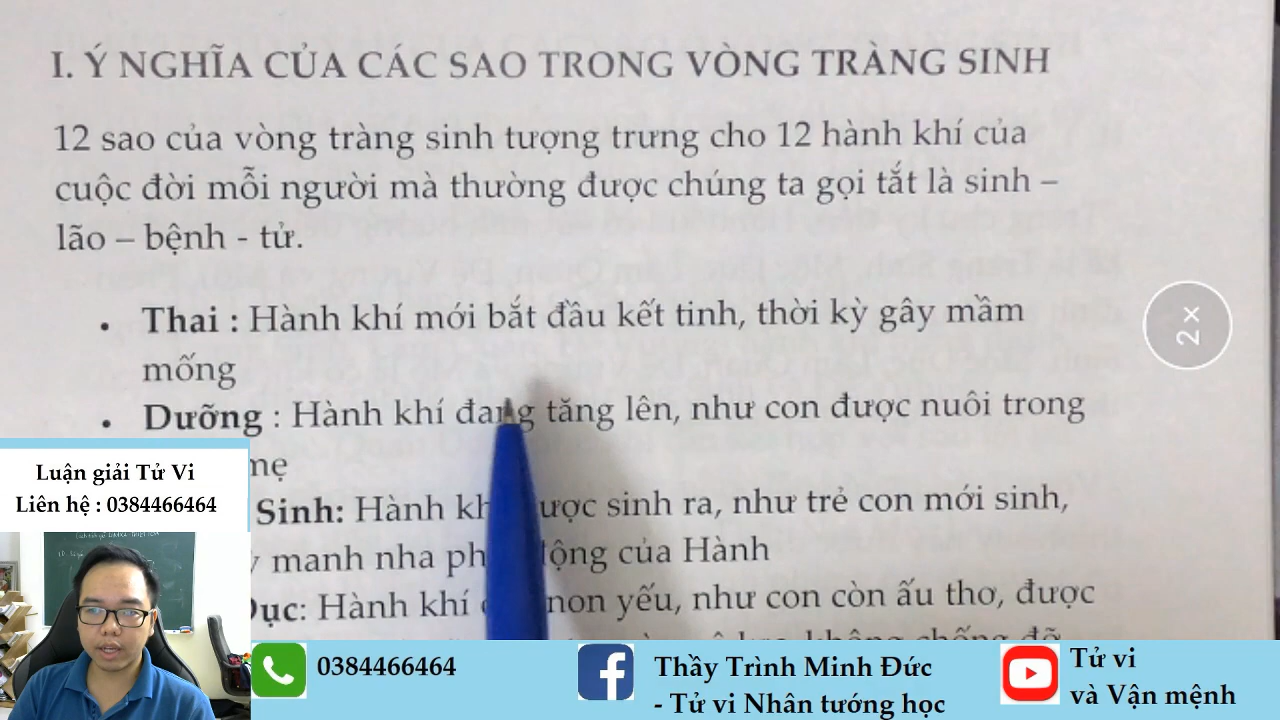 I. Ý NGHĨA CỦA CÁC SAO TRONG VÒNG TRÀNG SINH
12 sao của vòng tràng sinh tượng trưng cho 12 hành khí của
cuộc đời mỗi người mà thường được chúng ta gọi tắt là sinh –
lão – bệnh - tử.
• Thai : Hành khí mới bắt đầu kết tinh, thời kỳ gây mầm
mống
• Dưỡng : Hành khí đang tăng lên, như con được nuôi trong
mẹ
Sinh: Hành sinh ra, như trẻ con mới sinh,
manh nha của Hành
Hành khí non yếu, như con còn ấu thơ, được
Luận giải Tử Vi
Liên hệ : 0384466464
0384466464
Thầy Trình Minh Đức
- Tử vi Nhân tướng học
Tử vi
và Vận mệnh
2×